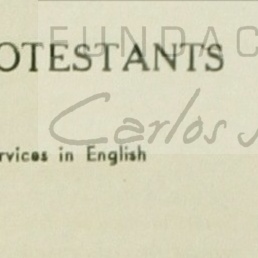 FUNDAC
OTESTANTS
Carlos
rvices in English